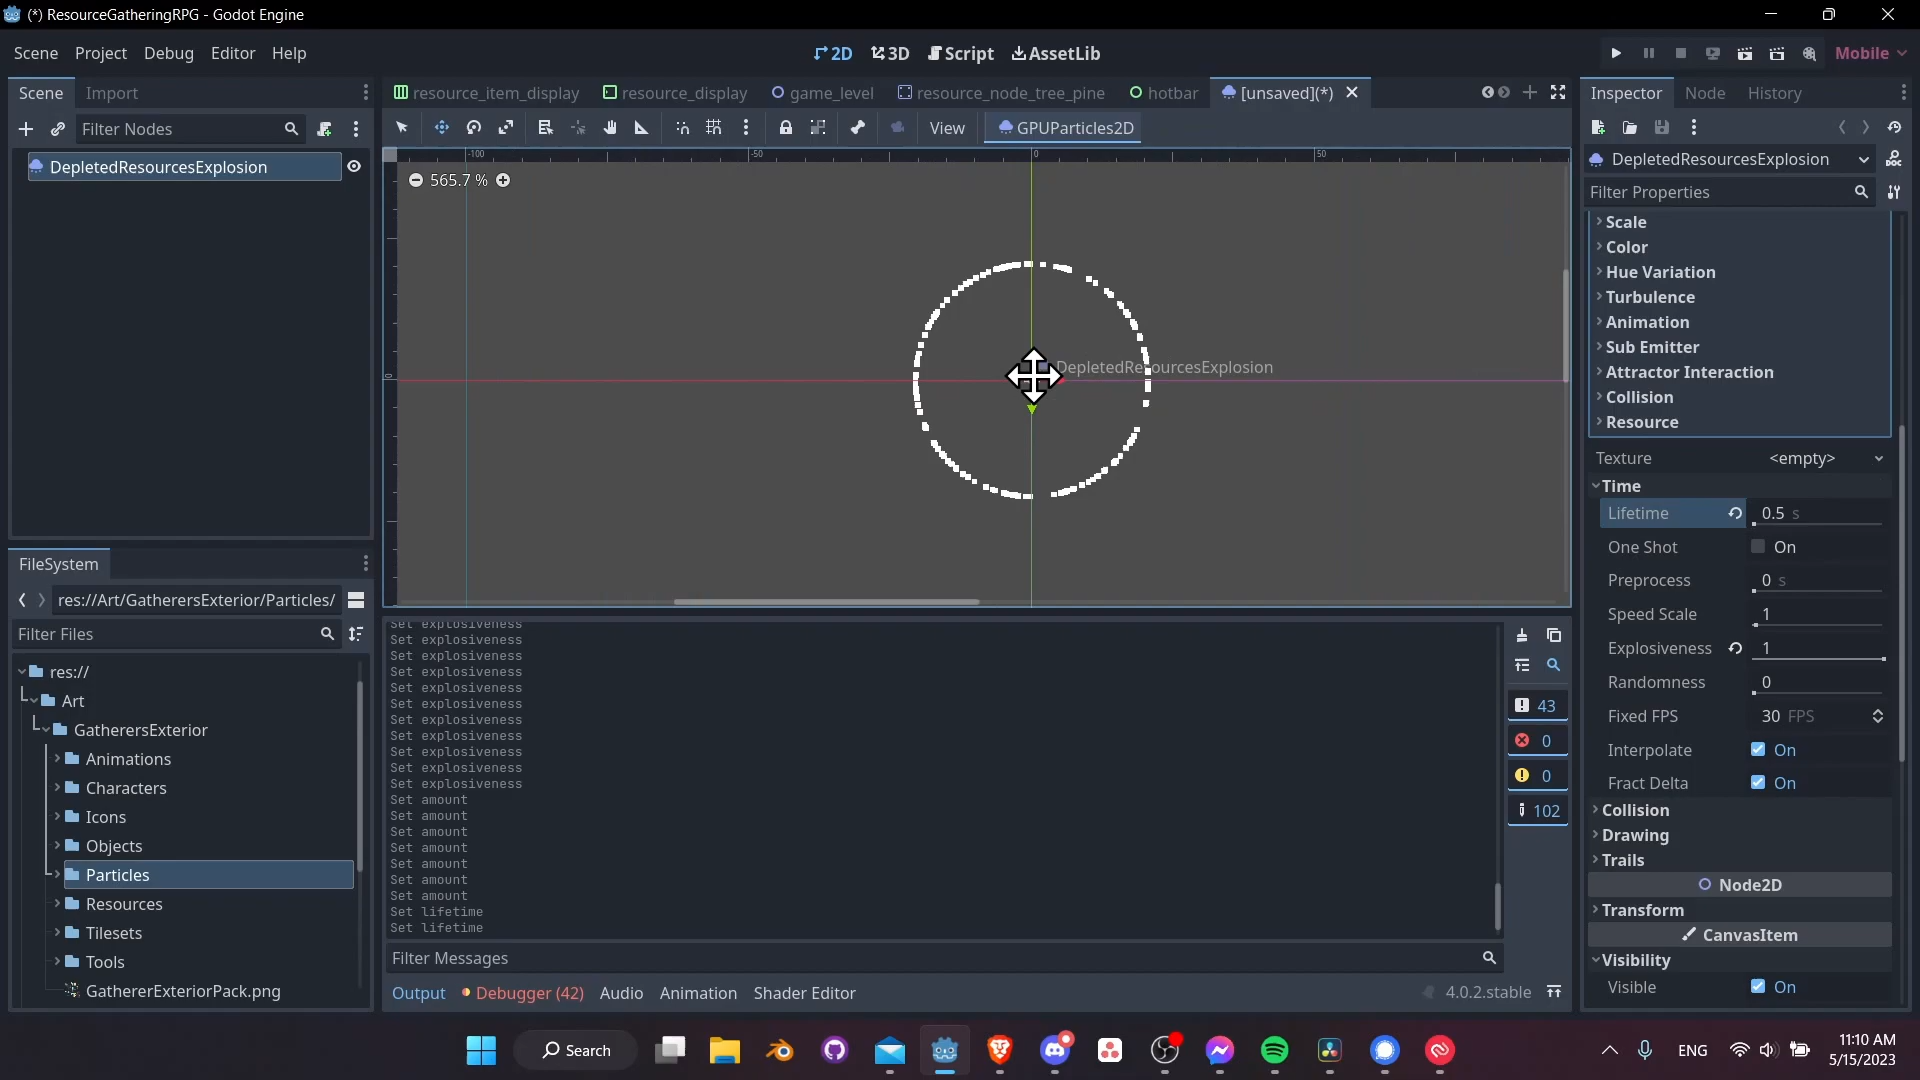 (*) ResourceGatheringRPG - Godot Engine
Scene Project Debug Editor Help
2D 3D Script AssetLib
Mobile
Scene Import
Filter Nodes
DepletedResourcesExplosion
resource_item_display resource_display game_level resource_node_tree_pine hotbar [unsaved](*)
View GPUParticles2D
-100 -50 0 50
0
565.7 %
DepletedResourcesExplosion
Inspector Node History
DepletedResourcesExplosion
Filter Properties
Scale
Color
Hue Variation
Turbulence
Animation
Sub Emitter
Attractor Interaction
Collision
Resource
Texture <empty>
Time
Lifetime 0.5 s
One Shot On
Preprocess 0 s
Speed Scale 1
Explosiveness 1
Randomness 0
Fixed FPS 30 FPS
Interpolate On
Fract Delta On
Collision
Drawing
Trails
Node2D
Transform
CanvasItem
Visibility
Visible On
FileSystem
res://Art/GatherersExterior/Particles/
Filter Files
res://
Art
GatherersExterior
Animations
Characters
Icons
Objects
Particles
Resources
Tilesets
Tools
GathererExteriorPack.png
Set explosiveness
Set explosiveness
Set explosiveness
Set explosiveness
Set explosiveness
Set explosiveness
Set explosiveness
Set explosiveness
Set explosiveness
Set explosiveness
Set explosiveness
Set amount
Set amount
Set amount
Set amount
Set amount
Set amount
Set amount
Set lifetime
Set lifetime
43
0
0
102
Filter Messages
Output Debugger (42) Audio Animation Shader Editor
4.0.2.stable
Search
ENG
11:10 AM
5/15/2023